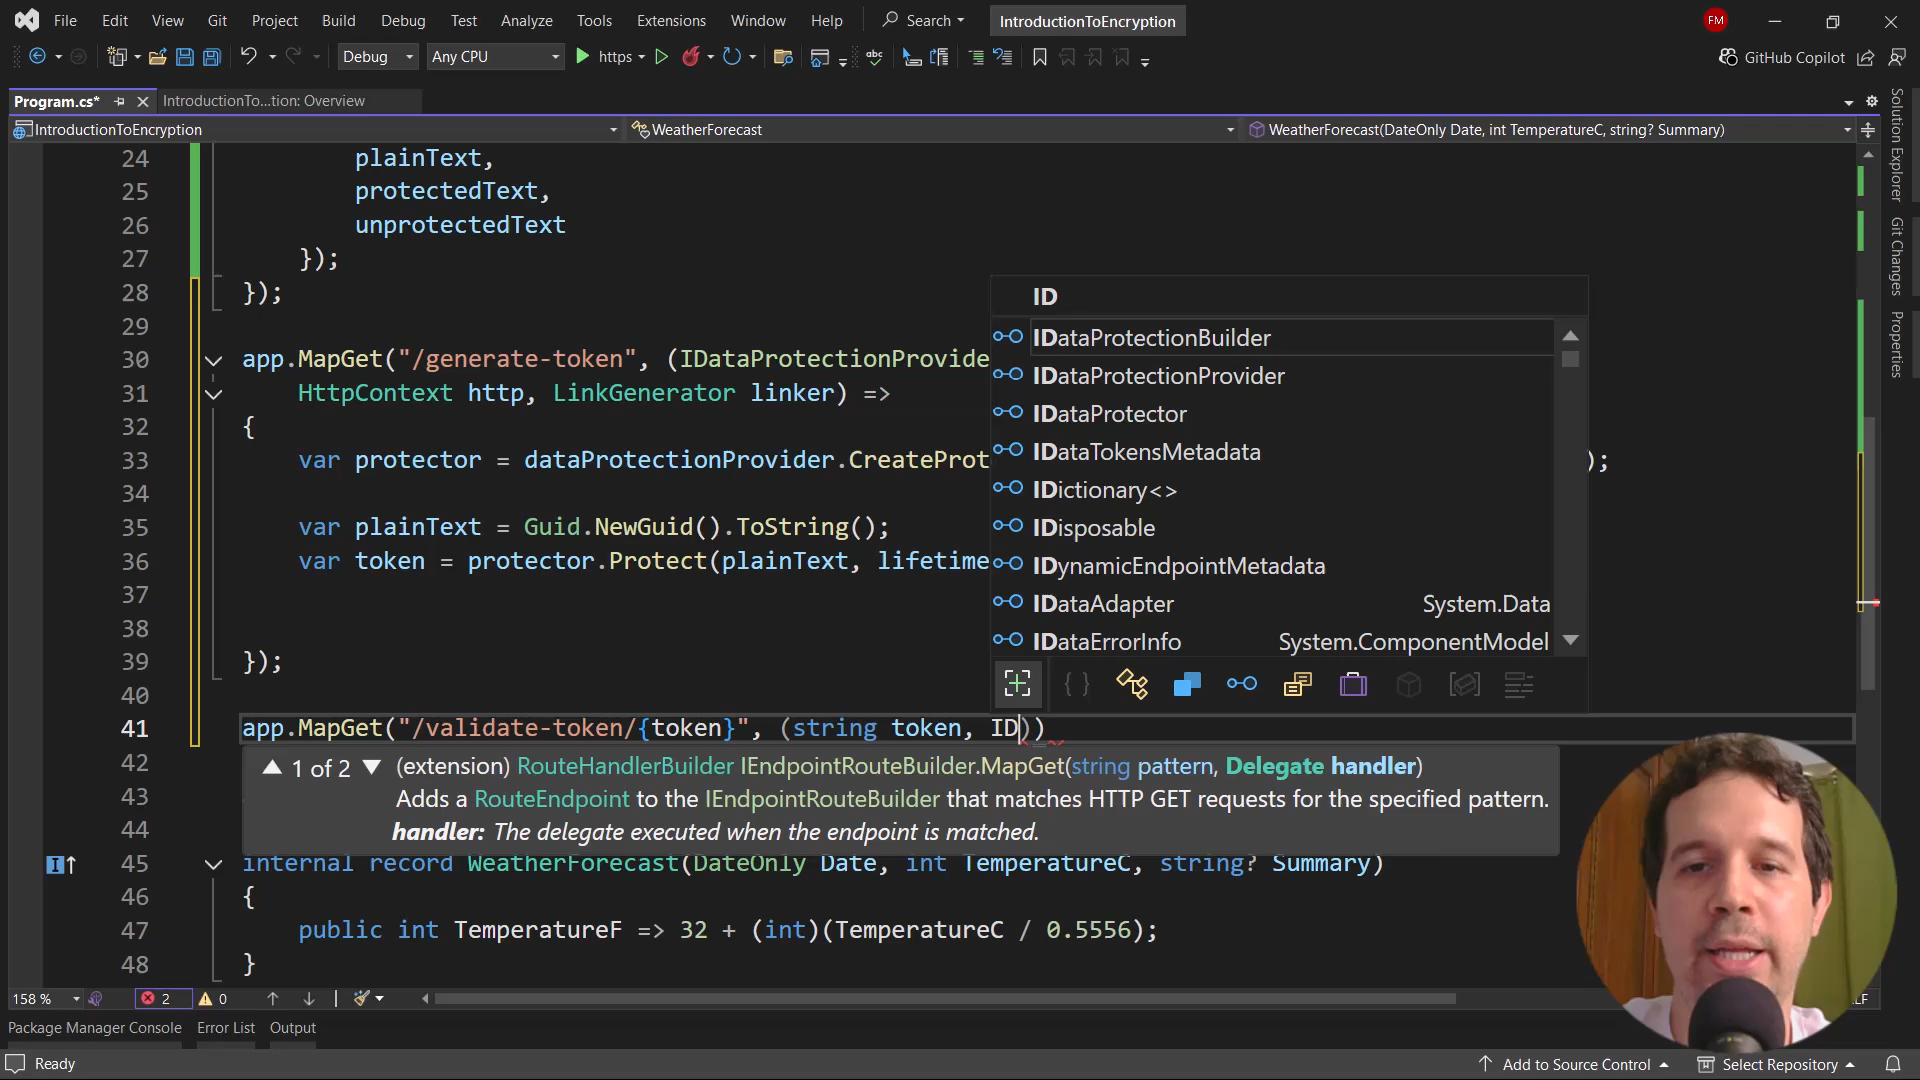 File Edit View Git Project Build Debug Test Analyze Tools Extensions Window Help Search IntroductionToEncryption FM
Debug Any CPU https GitHub Copilot
Program.cs* IntroductionTo...tion: Overview
IntroductionToEncryption WeatherForecast WeatherForecast(DateOnly Date, int TemperatureC, string? Summary)
24 plainText,
25 protectedText,
26 unprotectedText
27 });
28 });
29
30 app.MapGet("/generate-token", (IDataProtectionProvide
31 HttpContext http, LinkGenerator linker) =>
32 {
33 var protector = dataProtectionProvider.CreateProt );
34
35 var plainText = Guid.NewGuid().ToString();
36 var token = protector.Protect(plainText, lifetime
37
38
39 });
40
41 app.MapGet("/validate-token/{token}", (string token, ID))
42
43
44
45 internal record WeatherForecast(DateOnly Date, int TemperatureC, string? Summary)
46 {
47 public int TemperatureF => 32 + (int)(TemperatureC / 0.5556);
48 }
ID
IDataProtectionBuilder
IDataProtectionProvider
IDataProtector
IDataTokensMetadata
IDictionary<>
IDisposable
IDynamicEndpointMetadata
IDataAdapter System.Data
IDataErrorInfo System.ComponentModel
1 of 2 (extension) RouteHandlerBuilder IEndpointRouteBuilder.MapGet(string pattern, Delegate handler)
Adds a RouteEndpoint to the IEndpointRouteBuilder that matches HTTP GET requests for the specified pattern.
handler: The delegate executed when the endpoint is matched.
Solution Explorer
Git Changes
Properties
158 % 2 0 LF
Package Manager Console Error List Output
Ready Add to Source Control Select Repository